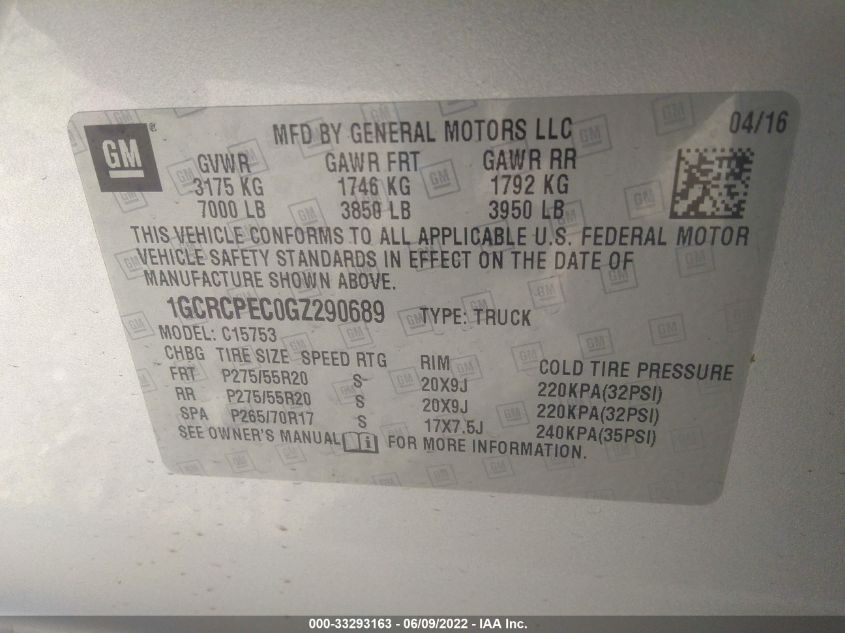 GM
®
MFD BY GENERAL MOTORS LLC 04/16
GVWR GAWR FRT GAWR RR
3175 KG 1746 KG 1792 KG
7000 LB 3850 LB 3950 LB
THIS VEHICLE CONFORMS TO ALL APPLICABLE U.S. FEDERAL MOTOR
VEHICLE SAFETY STANDARDS IN EFFECT ON THE DATE OF
MANUFACTURE SHOWN ABOVE.
1GCRCPEC0GZ290689 TYPE: TRUCK
MODEL: C15753
CHBG TIRE SIZE SPEED RTG RIM COLD TIRE PRESSURE
FRT P275/55R20 S 20X9J 220KPA(32PSI)
RR P275/55R20 S 20X9J 220KPA(32PSI)
SPA P265/70R17 S 17X7.5J 240KPA(35PSI)
SEE OWNER'S MANUAL i FOR MORE INFORMATION.
000-33293163 - 06/09/2022 - IAA Inc.